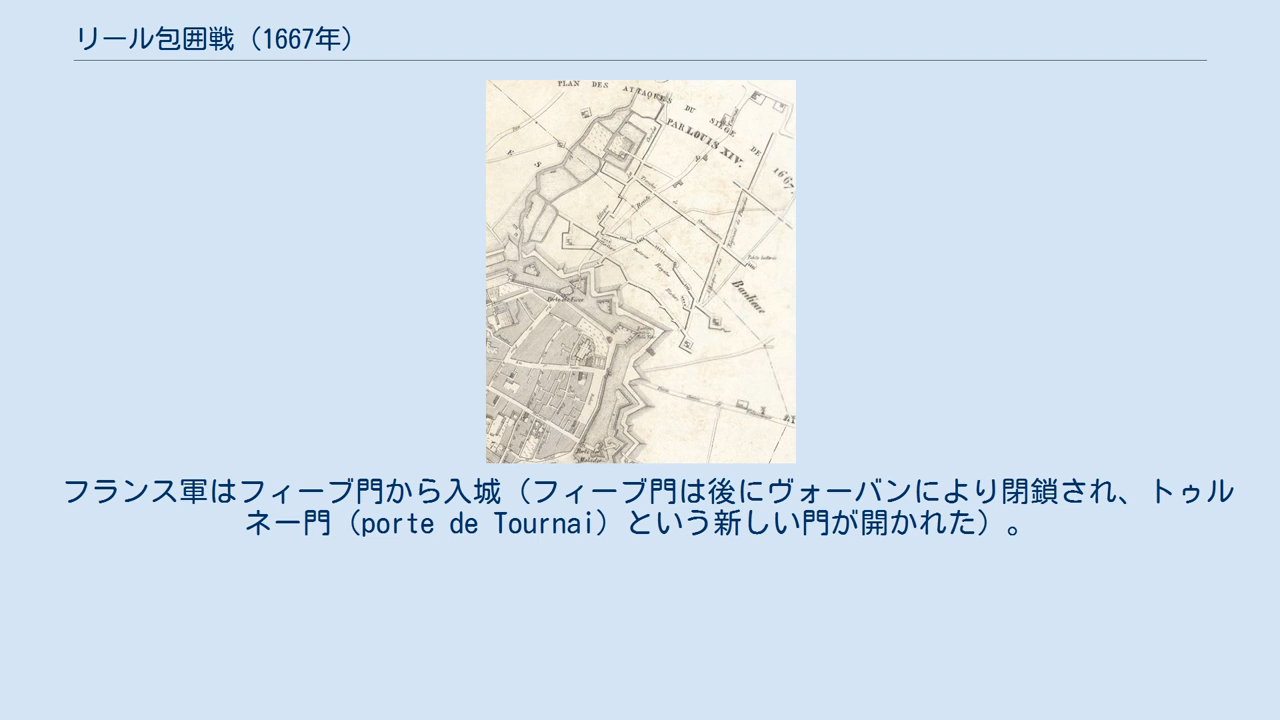 リール包囲戦（1667年）
PLAN DES ATTAQUES DU SIÉGE DE 1667.
PAR LOUIS XIV.
Banlieue
フランス軍はフィーブ門から入城（フィーブ門は後にヴォーバンにより閉鎖され、トゥル
ネー門（porte de Tournai）という新しい門が開かれた）。